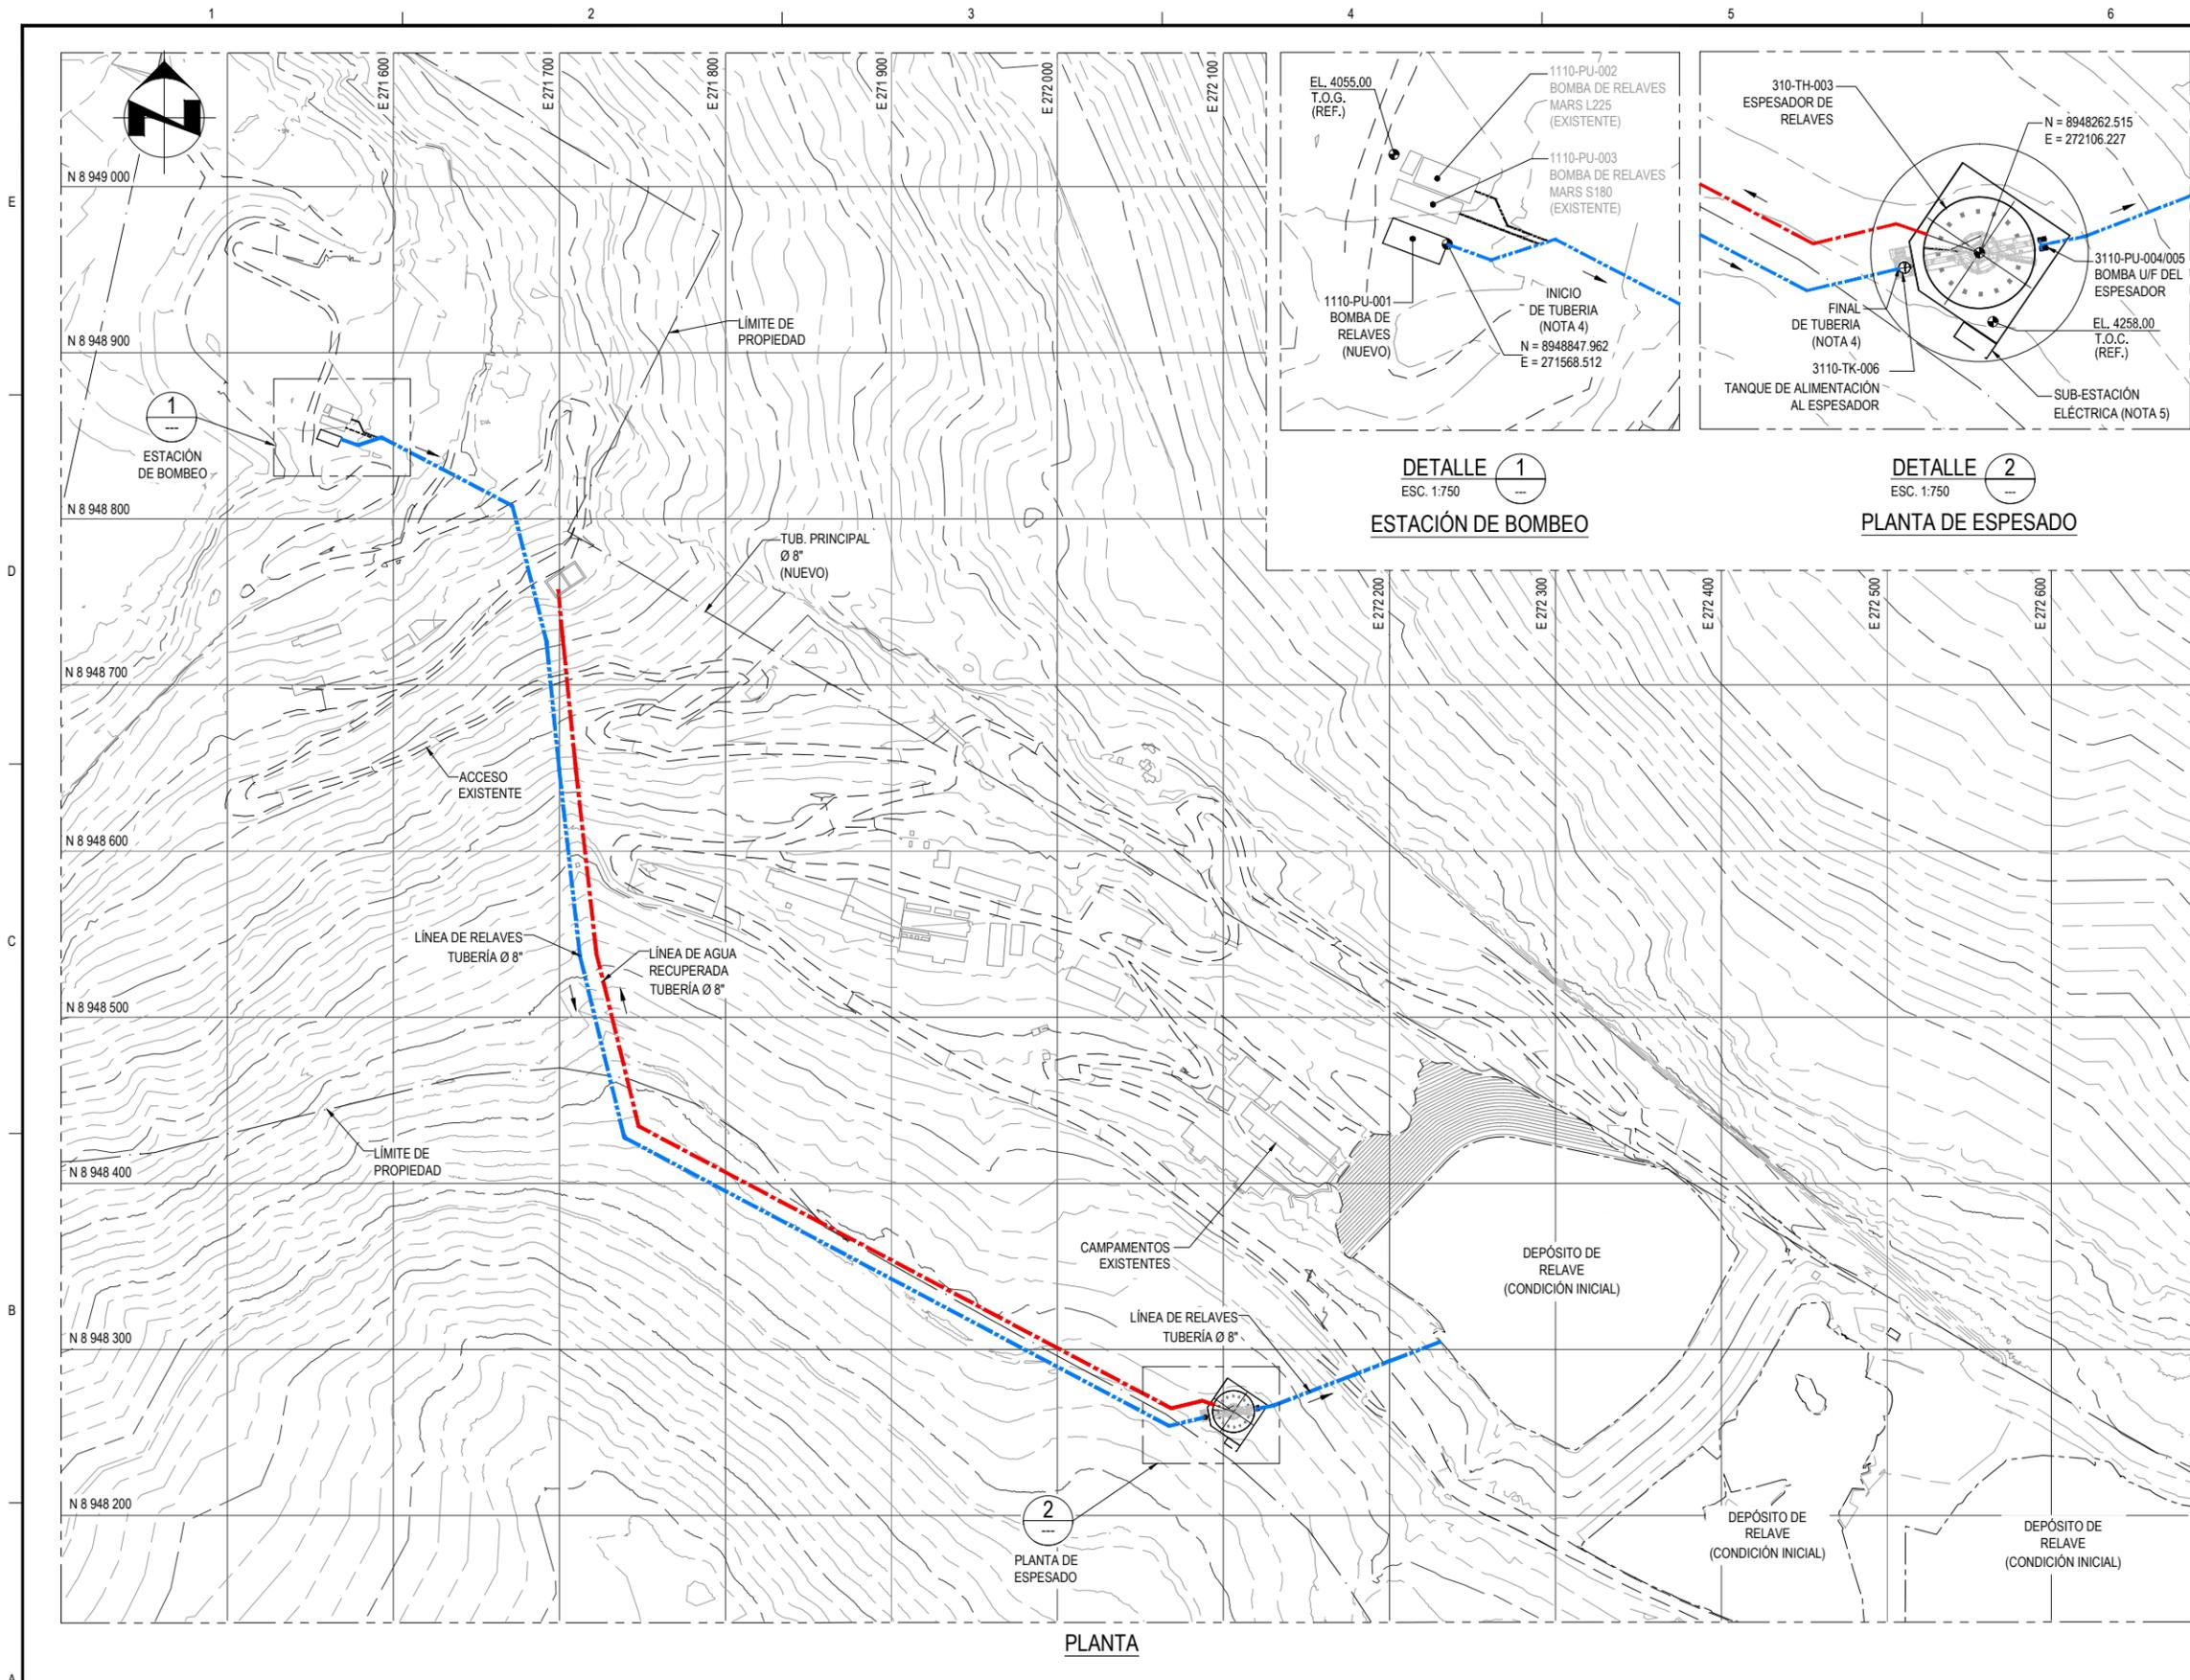 1
2
3
4
5
6
E
D
C
B
A
E 271 600
E 271 700
E 271 800
E 271 900
E 272 000
E 272 100
E 272 200
E 272 300
E 272 400
E 272 500
E 272 600
N 8 949 000
N 8 948 900
N 8 948 800
N 8 948 700
N 8 948 600
N 8 948 500
N 8 948 400
N 8 948 300
N 8 948 200
N
EL. 4055.00
T.O.G.
(REF.)
1110-PU-002
BOMBA DE RELAVES
MARS L225
(EXISTENTE)
1110-PU-003
BOMBA DE RELAVES
MARS S180
(EXISTENTE)
1110-PU-001
BOMBA DE
RELAVES
(NUEVO)
INICIO
DE TUBERIA
(NOTA 4)
N = 8948847.962
E = 271568.512
DETALLE 1
ESC. 1:750 ---
ESTACIÓN DE BOMBEO
310-TH-003
ESPESADOR DE
RELAVES
N = 8948262.515
E = 272106.227
3110-PU-004/005
BOMBA U/F DEL
ESPESADOR
FINAL
DE TUBERIA
(NOTA 4)
EL. 4258.00
T.O.C.
(REF.)
3110-TK-006
TANQUE DE ALIMENTACIÓN
AL ESPESADOR
SUB-ESTACIÓN
ELÉCTRICA (NOTA 5)
DETALLE 2
ESC. 1:750 ---
PLANTA DE ESPESADO
LÍMITE DE
PROPIEDAD
1
---
ESTACIÓN
DE BOMBEO
TUB. PRINCIPAL
Ø 8"
(NUEVO)
ACCESO
EXISTENTE
LÍNEA DE RELAVES
TUBERÍA Ø 8"
LÍNEA DE AGUA
RECUPERADA
TUBERÍA Ø 8"
LÍMITE DE
PROPIEDAD
CAMPAMENTOS
EXISTENTES
DEPÓSITO DE
RELAVE
(CONDICIÓN INICIAL)
LÍNEA DE RELAVES
TUBERÍA Ø 8"
2
---
PLANTA DE
ESPESADO
DEPÓSITO DE
RELAVE
(CONDICIÓN INICIAL)
DEPÓSITO DE
RELAVE
(CONDICIÓN INICIAL)
PLANTA